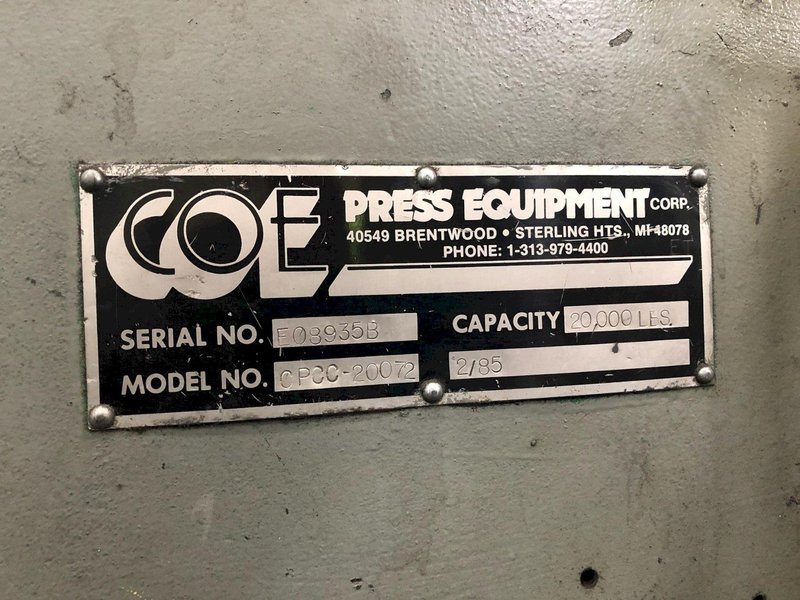 COE PRESS EQUIPMENT CORP.
40549 BRENTWOOD • STERLING HTS., MI 48078
PHONE: 1-313-979-4400
SERIAL NO. F08935B
CAPACITY 20,000 LBS.
MODEL NO. CPCC-20072
2/85